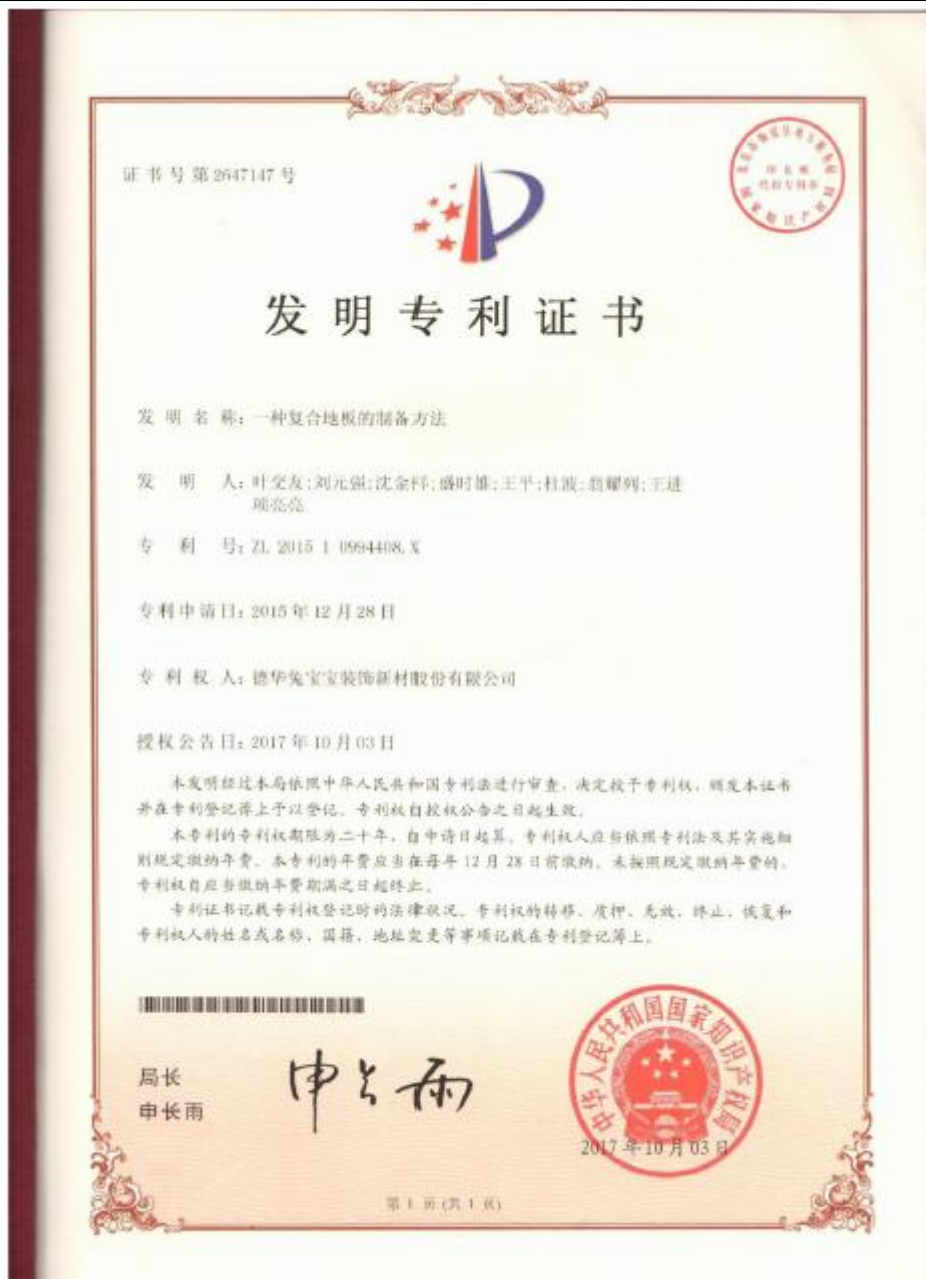 证书号第2647147号
发明专利证书
发明名称：一种复合地板的制备方法
发明人：叶交友;刘元强;沈金祥;盛时雄;王平;杜波;翁耀列;王进
顼亮亮
专利号：ZL 2015 1 0994408.X
专利申请日：2015年12月28日
专利权人：德华兔宝宝装饰新材股份有限公司
授权公告日：2017年10月03日
本发明经过本局依照中华人民共和国专利法进行审查，决定授予专利权，颁发本证书
并在专利登记簿上予以登记。专利权自授权公告之日起生效。
本专利的专利权期限为二十年，自申请日起算。专利权人应当依照专利法及其实施细
则规定缴纳年费。本专利的年费应当在每年12月28日前缴纳。未按照规定缴纳年费的，
专利权自应当缴纳年费期满之日起终止。
专利证书记载专利权登记时的法律状况。专利权的转移、质押、无效、终止、恢复和
专利权人的姓名或名称、国籍、地址变更等事项记载在专利登记簿上。
局长
申长雨
申长雨
中华人民共和国国家知识产权局
2017年10月03日
第1页(共1页)